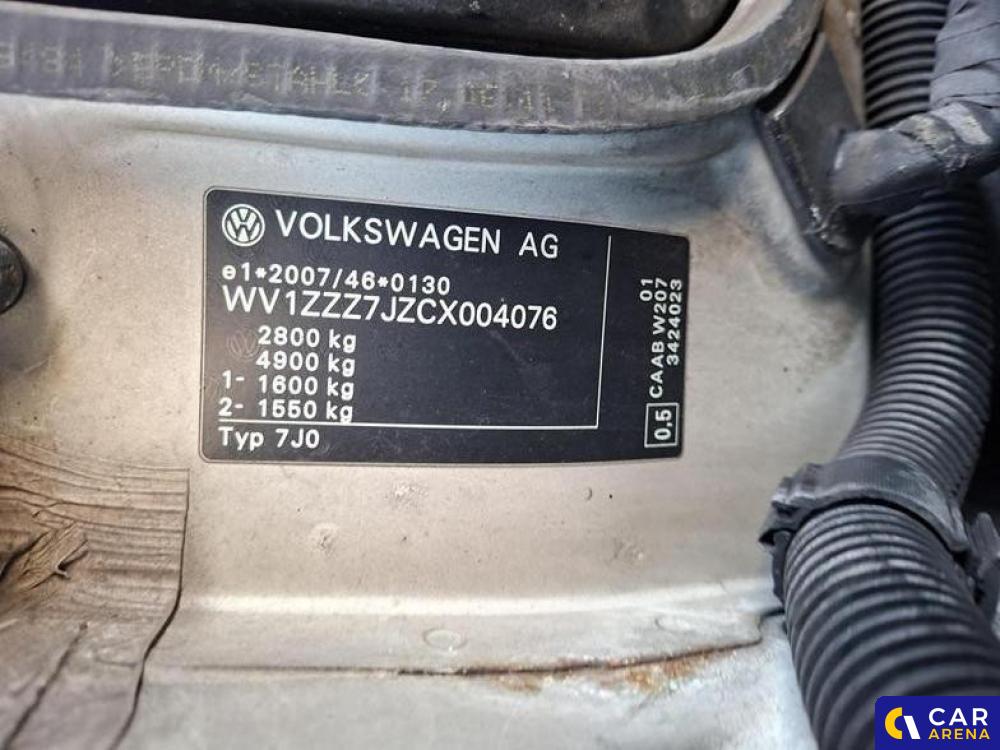 VOLKSWAGEN AG
e1*2007/46*0130
WV1ZZZ7JZCX004076
2800 kg
4900 kg
1- 1600 kg
2- 1550 kg
Typ 7J0
0,5
CAAB W207 01
3424023
CAR
ARENA